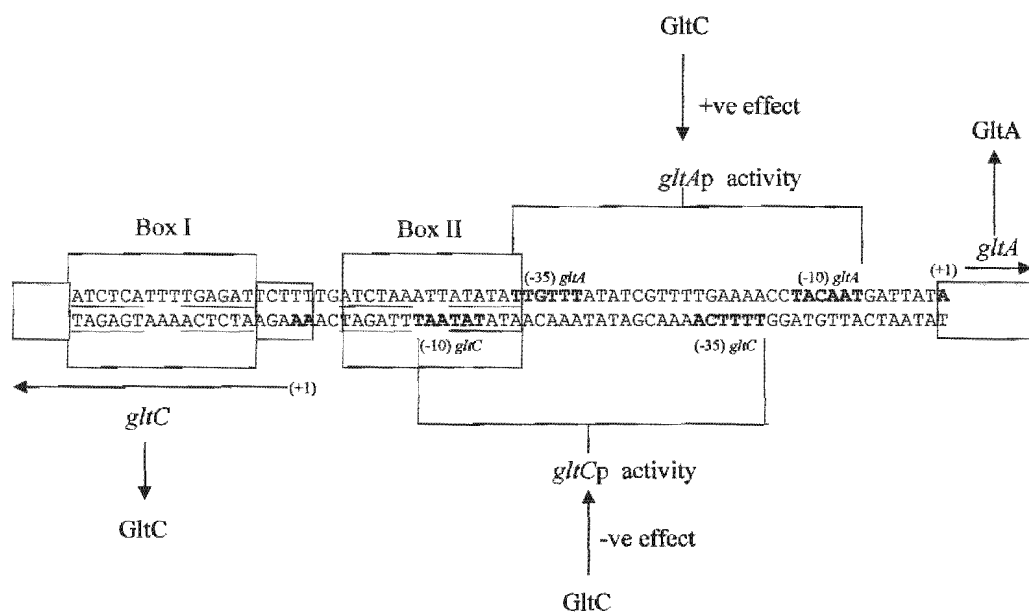 GltC
+ve effect
GltA
gltAp activity
Box I
Box II
gltA
(-35) gltA
(-10) gltA
(+1)
ATCTCATTTTGAGATTCTTTTGATCTAAATTATATATTGTTTATATCGTTTTGAAAACCTACAATGATTATA
TAGAGTAAAACTCTAAGAAAACTAGATTTAATATATAACAAATATAGCAAAACTTTTGGATGTTACTAATAT
(-10) gltC
(-35) gltC
(+1)
gltC
gltCp activity
GltC
-ve effect
GltC